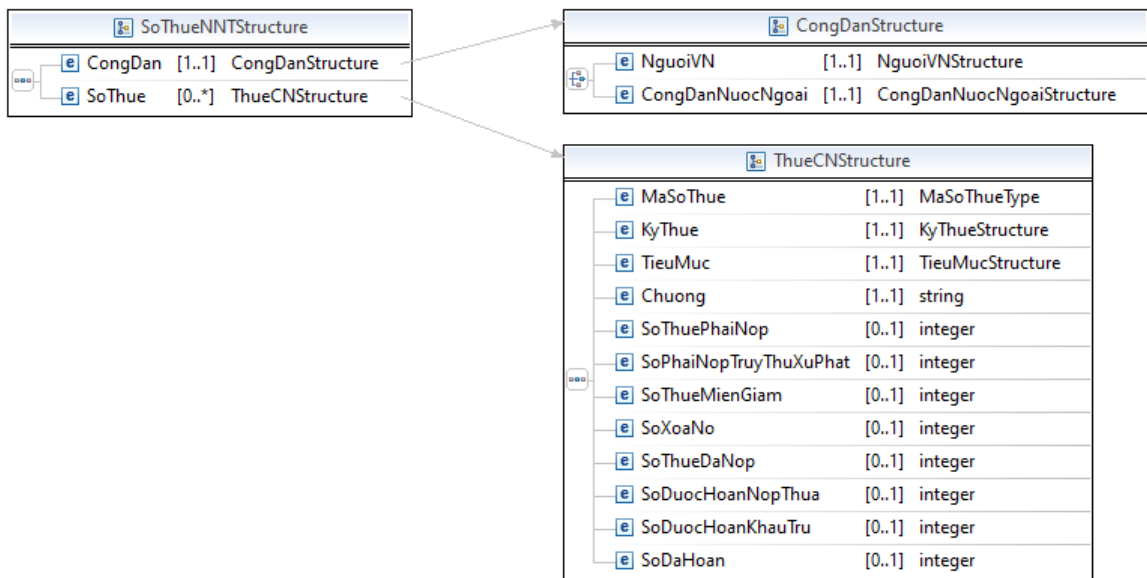 SoThueNNTStructure
CongDan [1..1] CongDanStructure
SoThue [0..*] ThueCNStructure
CongDanStructure
NguoiVN [1..1] NguoiVNStructure
CongDanNuocNgoai [1..1] CongDanNuocNgoaiStructure
ThueCNStructure
MaSoThue [1..1] MaSoThueType
KyThue [1..1] KyThueStructure
TieuMuc [1..1] TieuMucStructure
Chuong [1..1] string
SoThuePhaiNop [0..1] integer
SoPhaiNopTruyThuXuPhat [0..1] integer
SoThueMienGiam [0..1] integer
SoXoaNo [0..1] integer
SoThueDaNop [0..1] integer
SoDuocHoanNopThua [0..1] integer
SoDuocHoanKhauTru [0..1] integer
SoDaHoan [0..1] integer